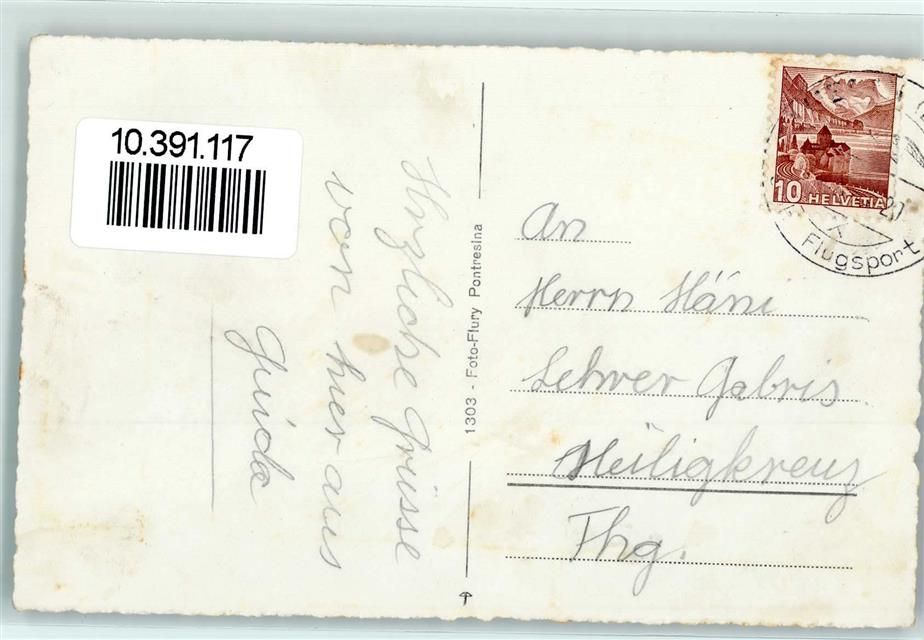 10.391.117
Herzliche Grüsse
von hier aus
Guida
1303 - Foto-Flury Pontresina
10 HELVETIA
Flugsport
An
Herrn Häni
Lehrer Gabris
Heiligkreuz
Thg.